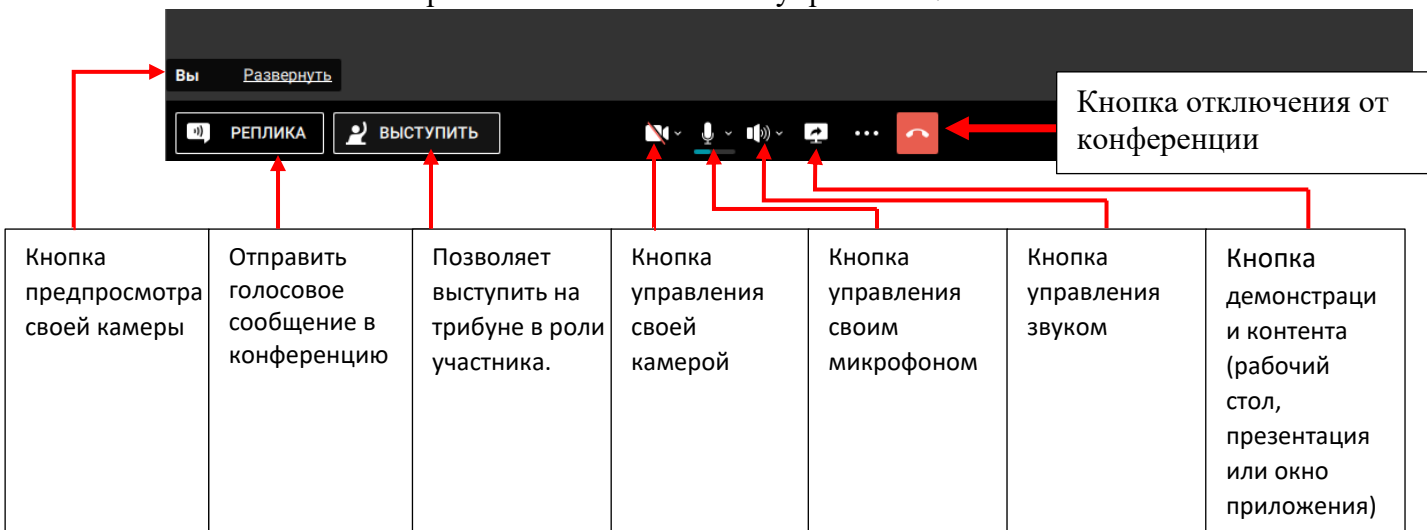 Вы Развернуть
РЕПЛИКА ВЫСТУПИТЬ
Кнопка отключения от
конференции
Кнопка
предпросмотра
своей камеры
Отправить
голосовое
сообщение в
конференцию
Позволяет
выступить на
трибуне в роли
участника.
Кнопка
управления
своей
камерой
Кнопка
управления
своим
микрофоном
Кнопка
управления
звуком
Кнопка
демонстраци
и контента
(рабочий
стол,
презентация
или окно
приложения)